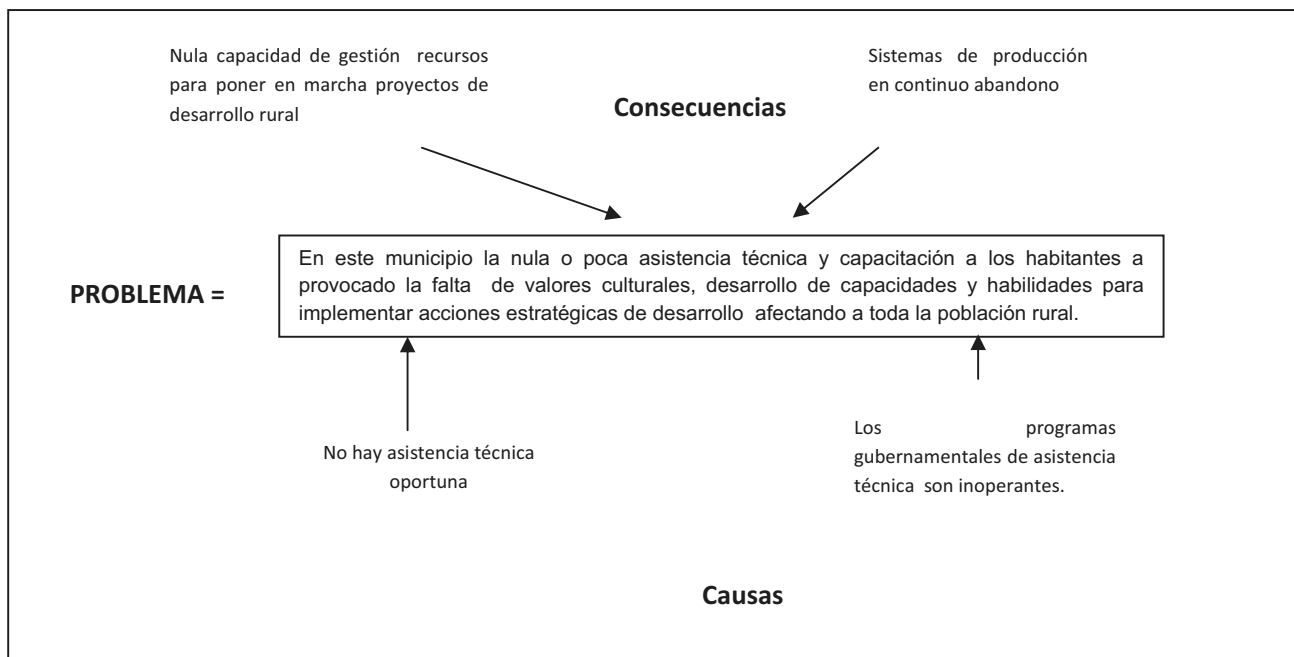 Nula capacidad de gestión recursos
para poner en marcha proyectos de
desarrollo rural
Sistemas de producción
en continuo abandono
Consecuencias
PROBLEMA =
En este municipio la nula o poca asistencia técnica y capacitación a los habitantes a
provocado la falta de valores culturales, desarrollo de capacidades y habilidades para
implementar acciones estratégicas de desarrollo afectando a toda la población rural.
No hay asistencia técnica
oportuna
Los programas
gubernamentales de asistencia
técnica son inoperantes.
Causas